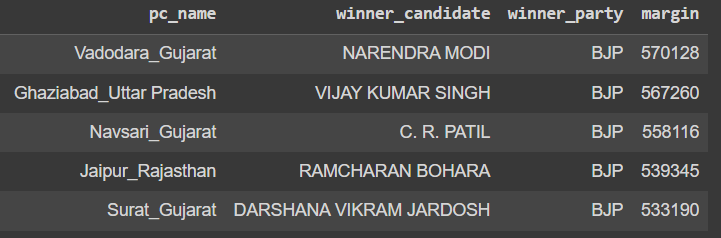 pc_name winner_candidate winner_party margin
Vadodara_Gujarat NARENDRA MODI BJP 570128
Ghaziabad_Uttar Pradesh VIJAY KUMAR SINGH BJP 567260
Navsari_Gujarat C. R. PATIL BJP 558116
Jaipur_Rajasthan RAMCHARAN BOHARA BJP 539345
Surat_Gujarat DARSHANA VIKRAM JARDOSH BJP 533190